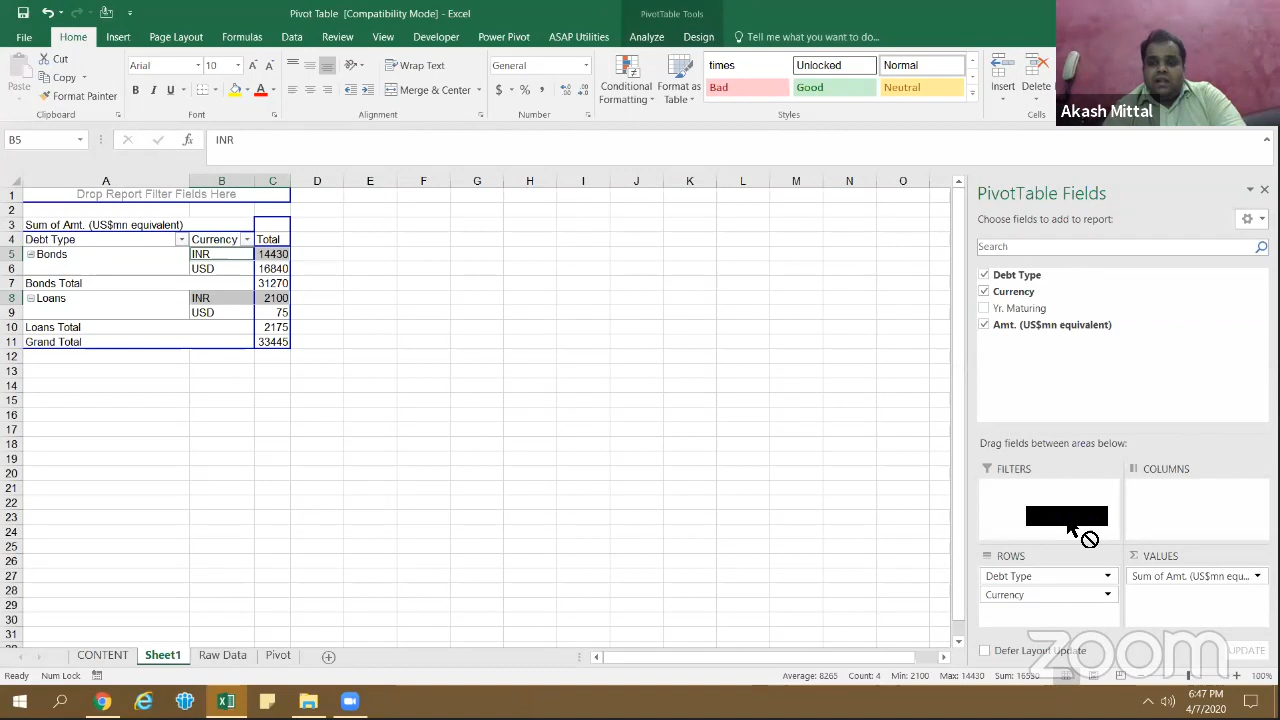 Pivot Table [Compatibility Mode] - Excel
PivotTable Tools
File Home Insert Page Layout Formulas Data Review View Developer Power Pivot ASAP Utilities Analyze Design Tell me what you want to do...
Paste
Cut
Copy
Format Painter
Clipboard
Arial 10
B I U
Font
Wrap Text
Merge & Center
Alignment
General
$ % ,
Number
Conditional Formatting
Format as Table
times Unlocked Normal
Bad Good Neutral
Styles
Insert Delete
Cells
Akash Mittal
B5 fx INR
A B C D E F G H I J K L M N O
1 Drop Report Filter Fields Here
2
3 Sum of Amt. (US$mn equivalent)
4 Debt Type Currency Total
5 Bonds INR 14430
6 USD 16840
7 Bonds Total 31270
8 Loans INR 2100
9 USD 75
10 Loans Total 2175
11 Grand Total 33445
12
13
14
15
16
17
18
19
20
21
22
23
24
25
26
27
28
29
30
31
PivotTable Fields
Choose fields to add to report:
Search
Debt Type
Currency
Yr. Maturing
Amt. (US$mn equivalent)
Drag fields between areas below:
FILTERS COLUMNS
ROWS VALUES
Debt Type Sum of Amt. (US$mn equ...
Currency
Defer Layout Update UPDATE
zoom
CONTENT Sheet1 Raw Data Pivot
Ready Num Lock Average: 8265 Count: 4 Min: 2100 Max: 14430 Sum: 16530 100%
6:47 PM
4/7/2020